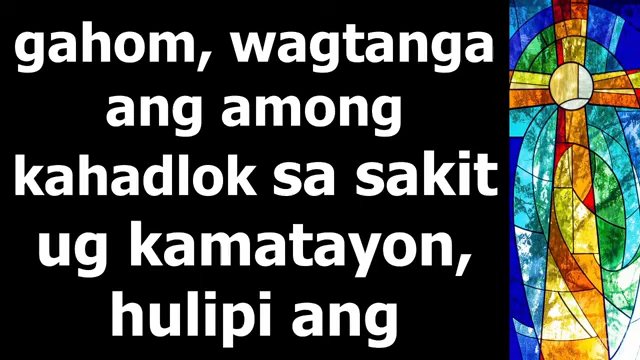 gahom, wagtanga
ang among
kahadlok sa sakit
ug kamatayon,
hulipi ang